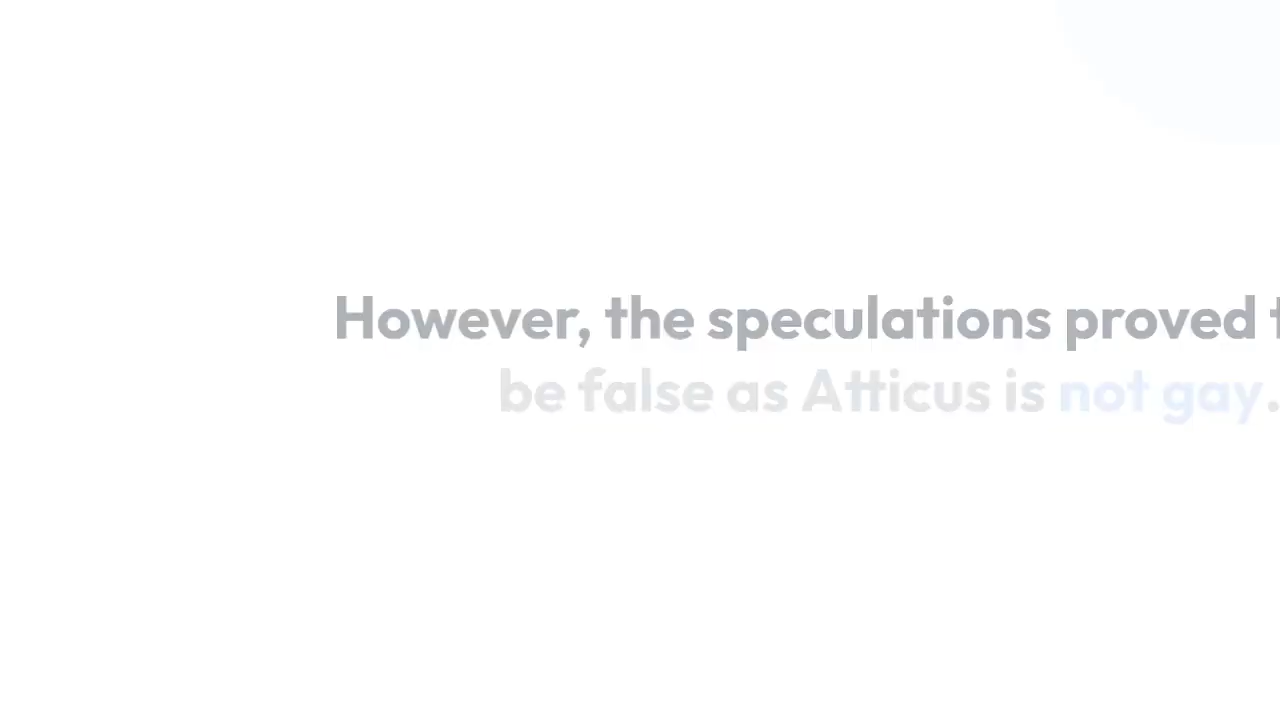 However, the speculations proved t
be false as Atticus is not gay.